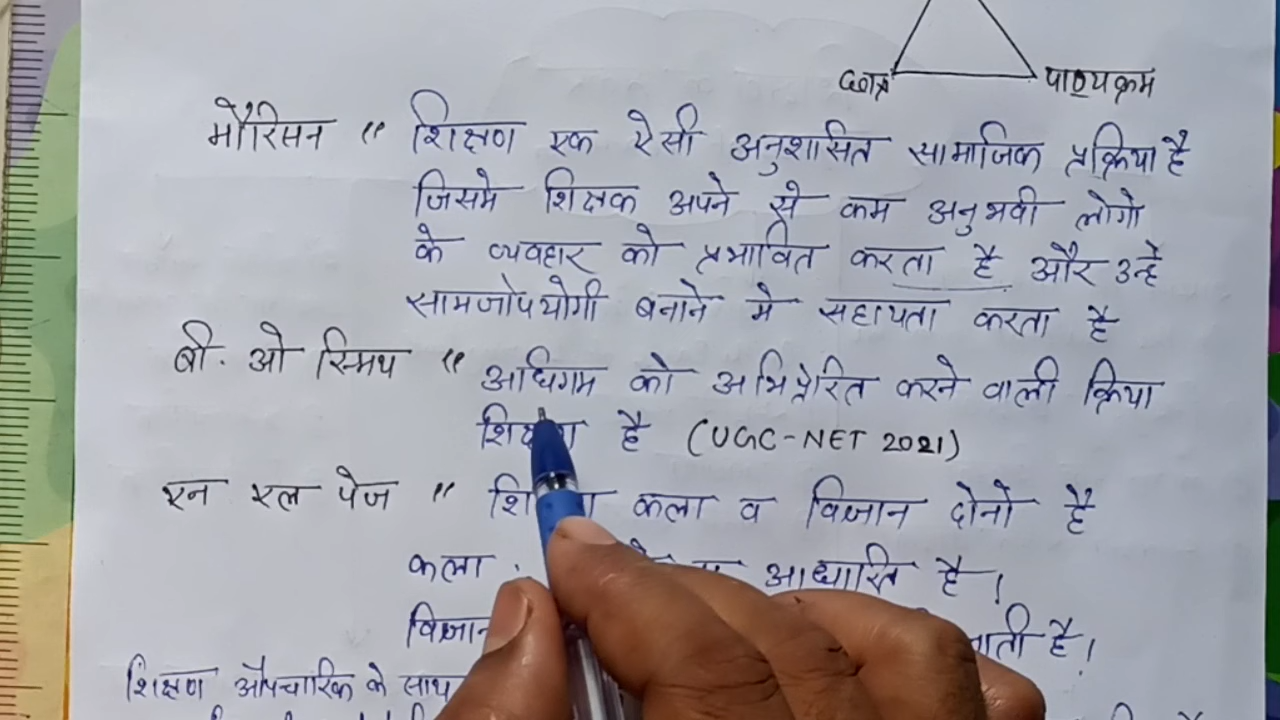 छात्र पाठ्यक्रम
मौरिसन " शिक्षण एक ऐसी अनुशासित सामाजिक प्रक्रिया है
जिसमे शिक्षक अपने से कम अनुभवी लोगो
के व्यवहार को प्रभावित करता है और उन्हे
सामजोपयोगी बनाने मे सहायता करता है
बी. ओ स्मिथ " अधिगम को अभिप्रेरित करने वाली क्रिया
है (UGC-NET 2021)
एन एल पेज " कला व विज्ञान दोनो है
कला आधारित है।
है।
शिक्षण औपचारिक के साथ